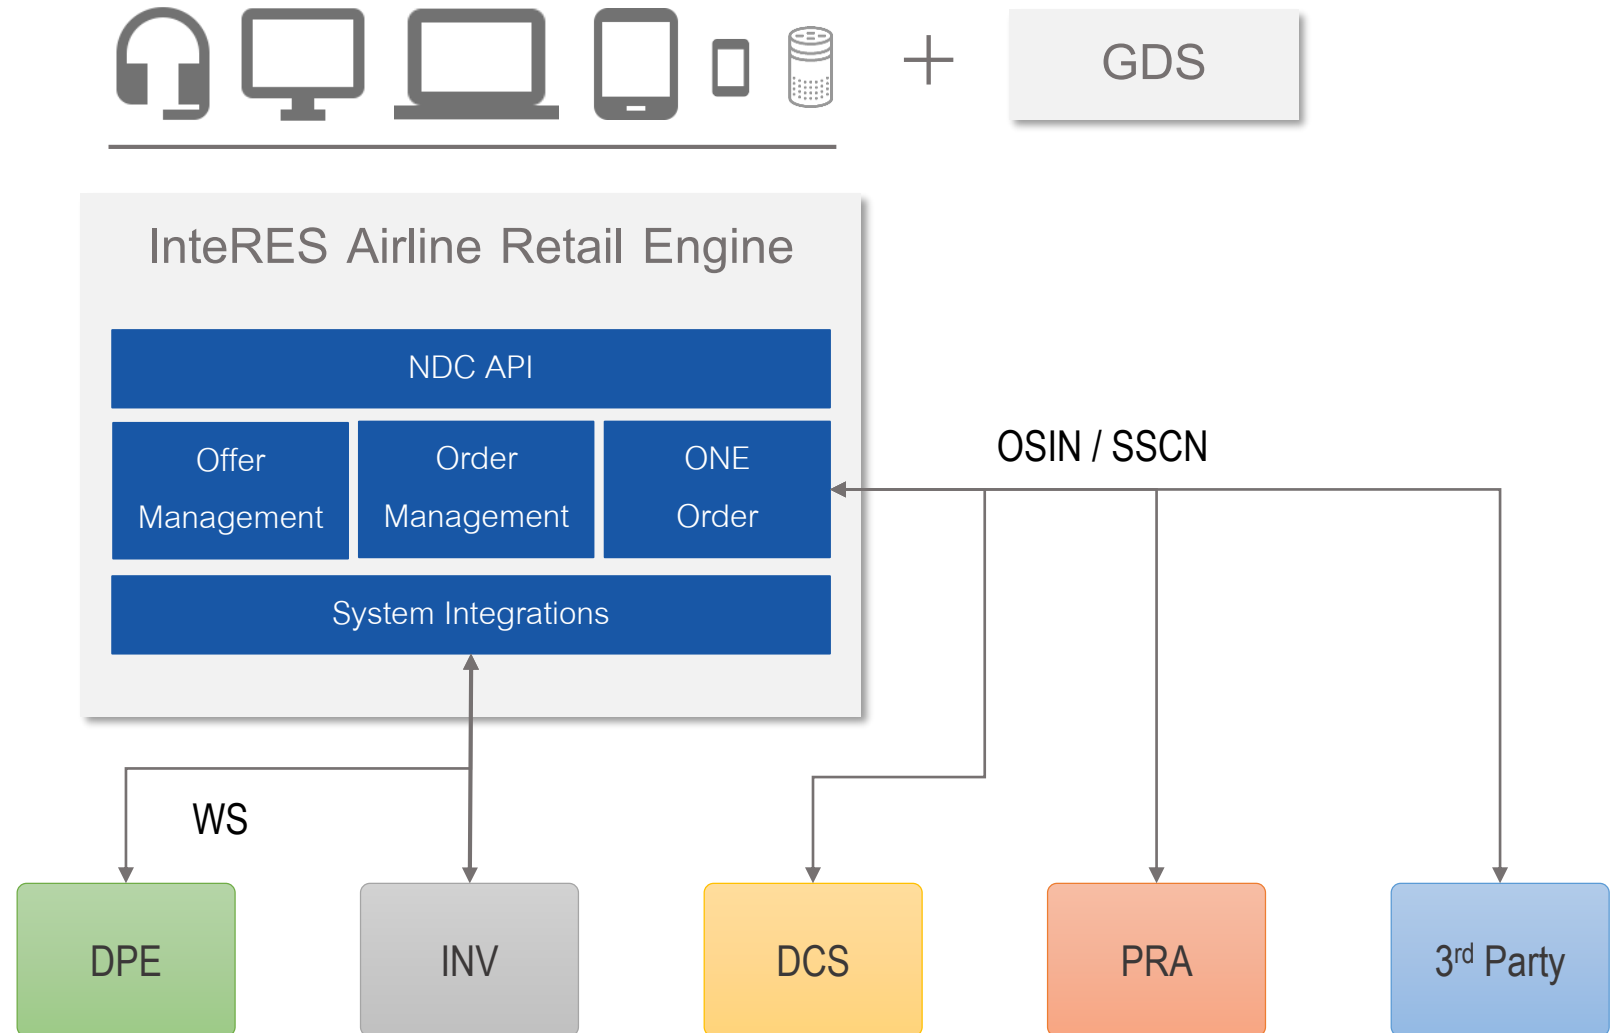 GDS
InteRES Airline Retail Engine
NDC API
Offer
Management
Order
Management
ONE
Order
OSIN / SSCN
System Integrations
WS
DPE
INV
DCS
PRA
3rd Party